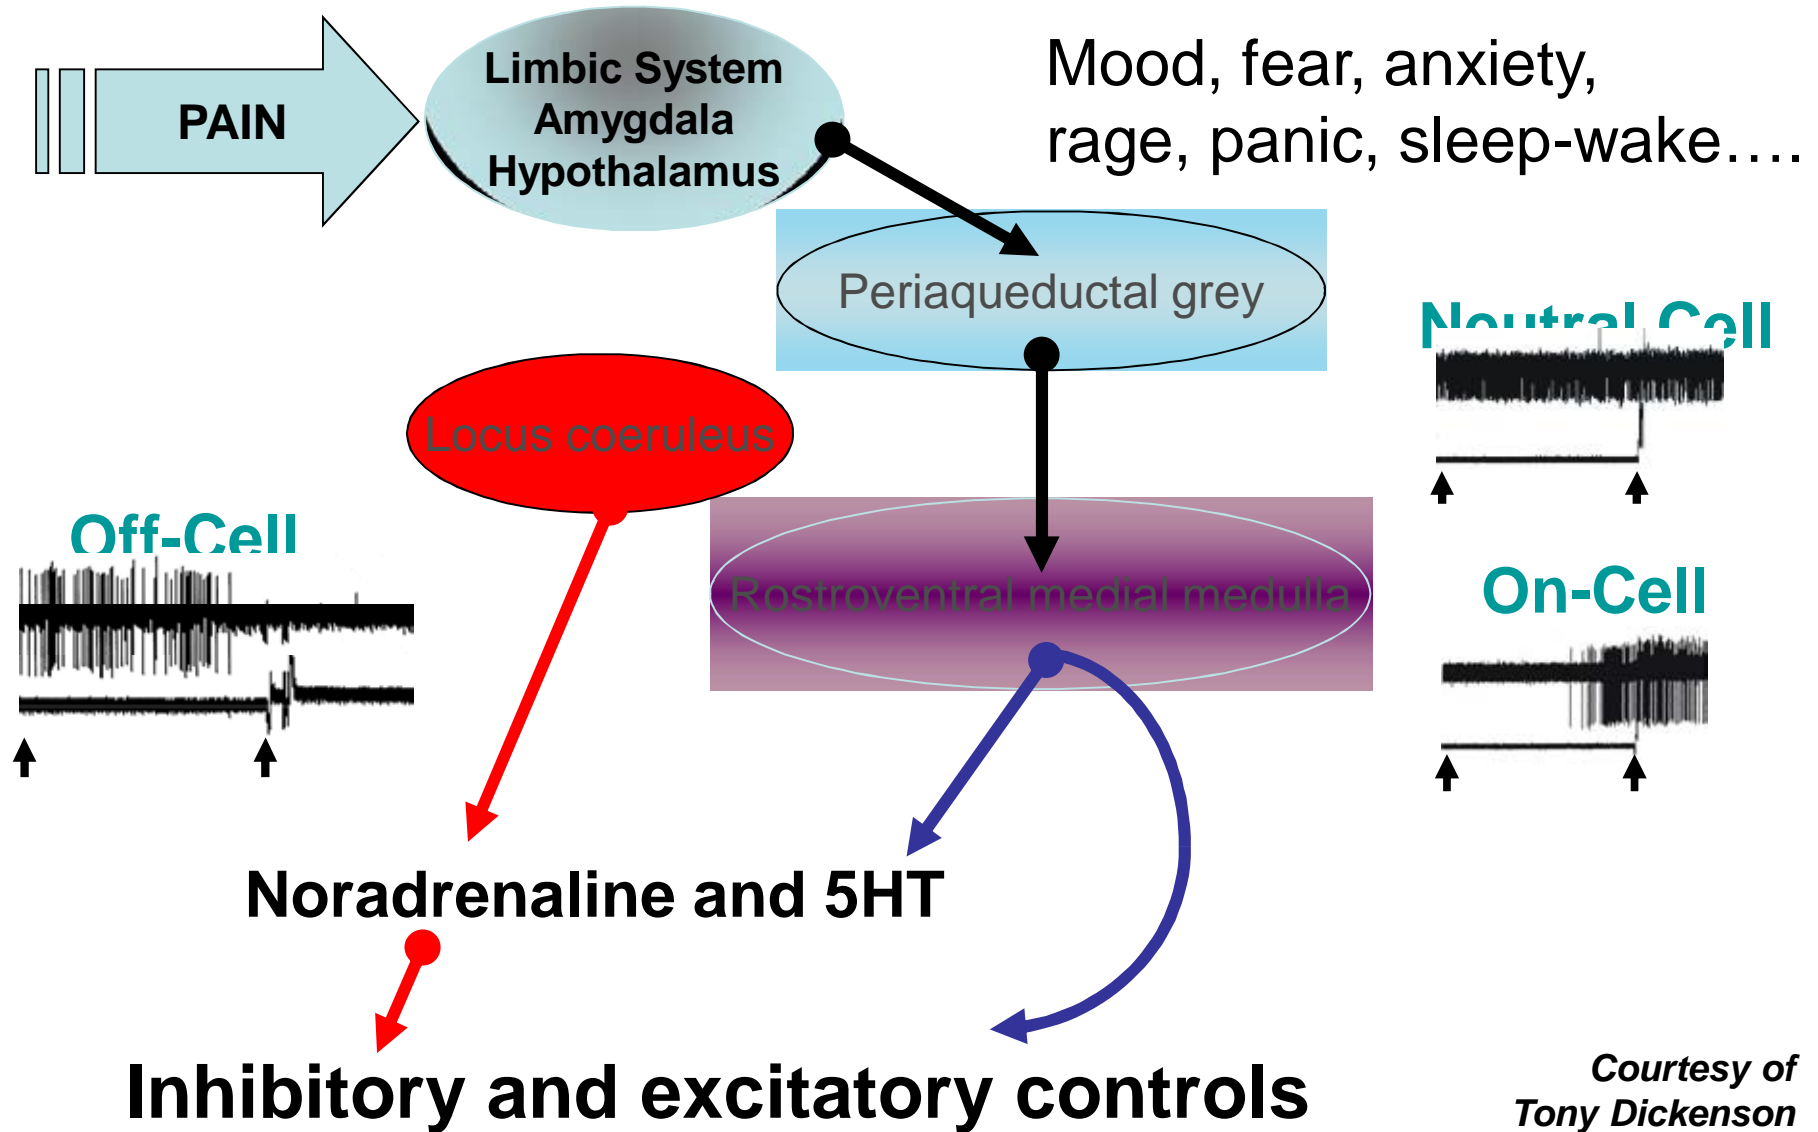 PAIN
Limbic System
Amygdala
Hypothalamus
Mood, fear, anxiety,
rage, panic, sleep-wake….
Periaqueductal grey
Neutral Cell
Locus coeruleus
Off-Cell
Rostroventral medial medulla
On-Cell
Noradrenaline and 5HT
Inhibitory and excitatory controls
Courtesy of
Tony Dickenson